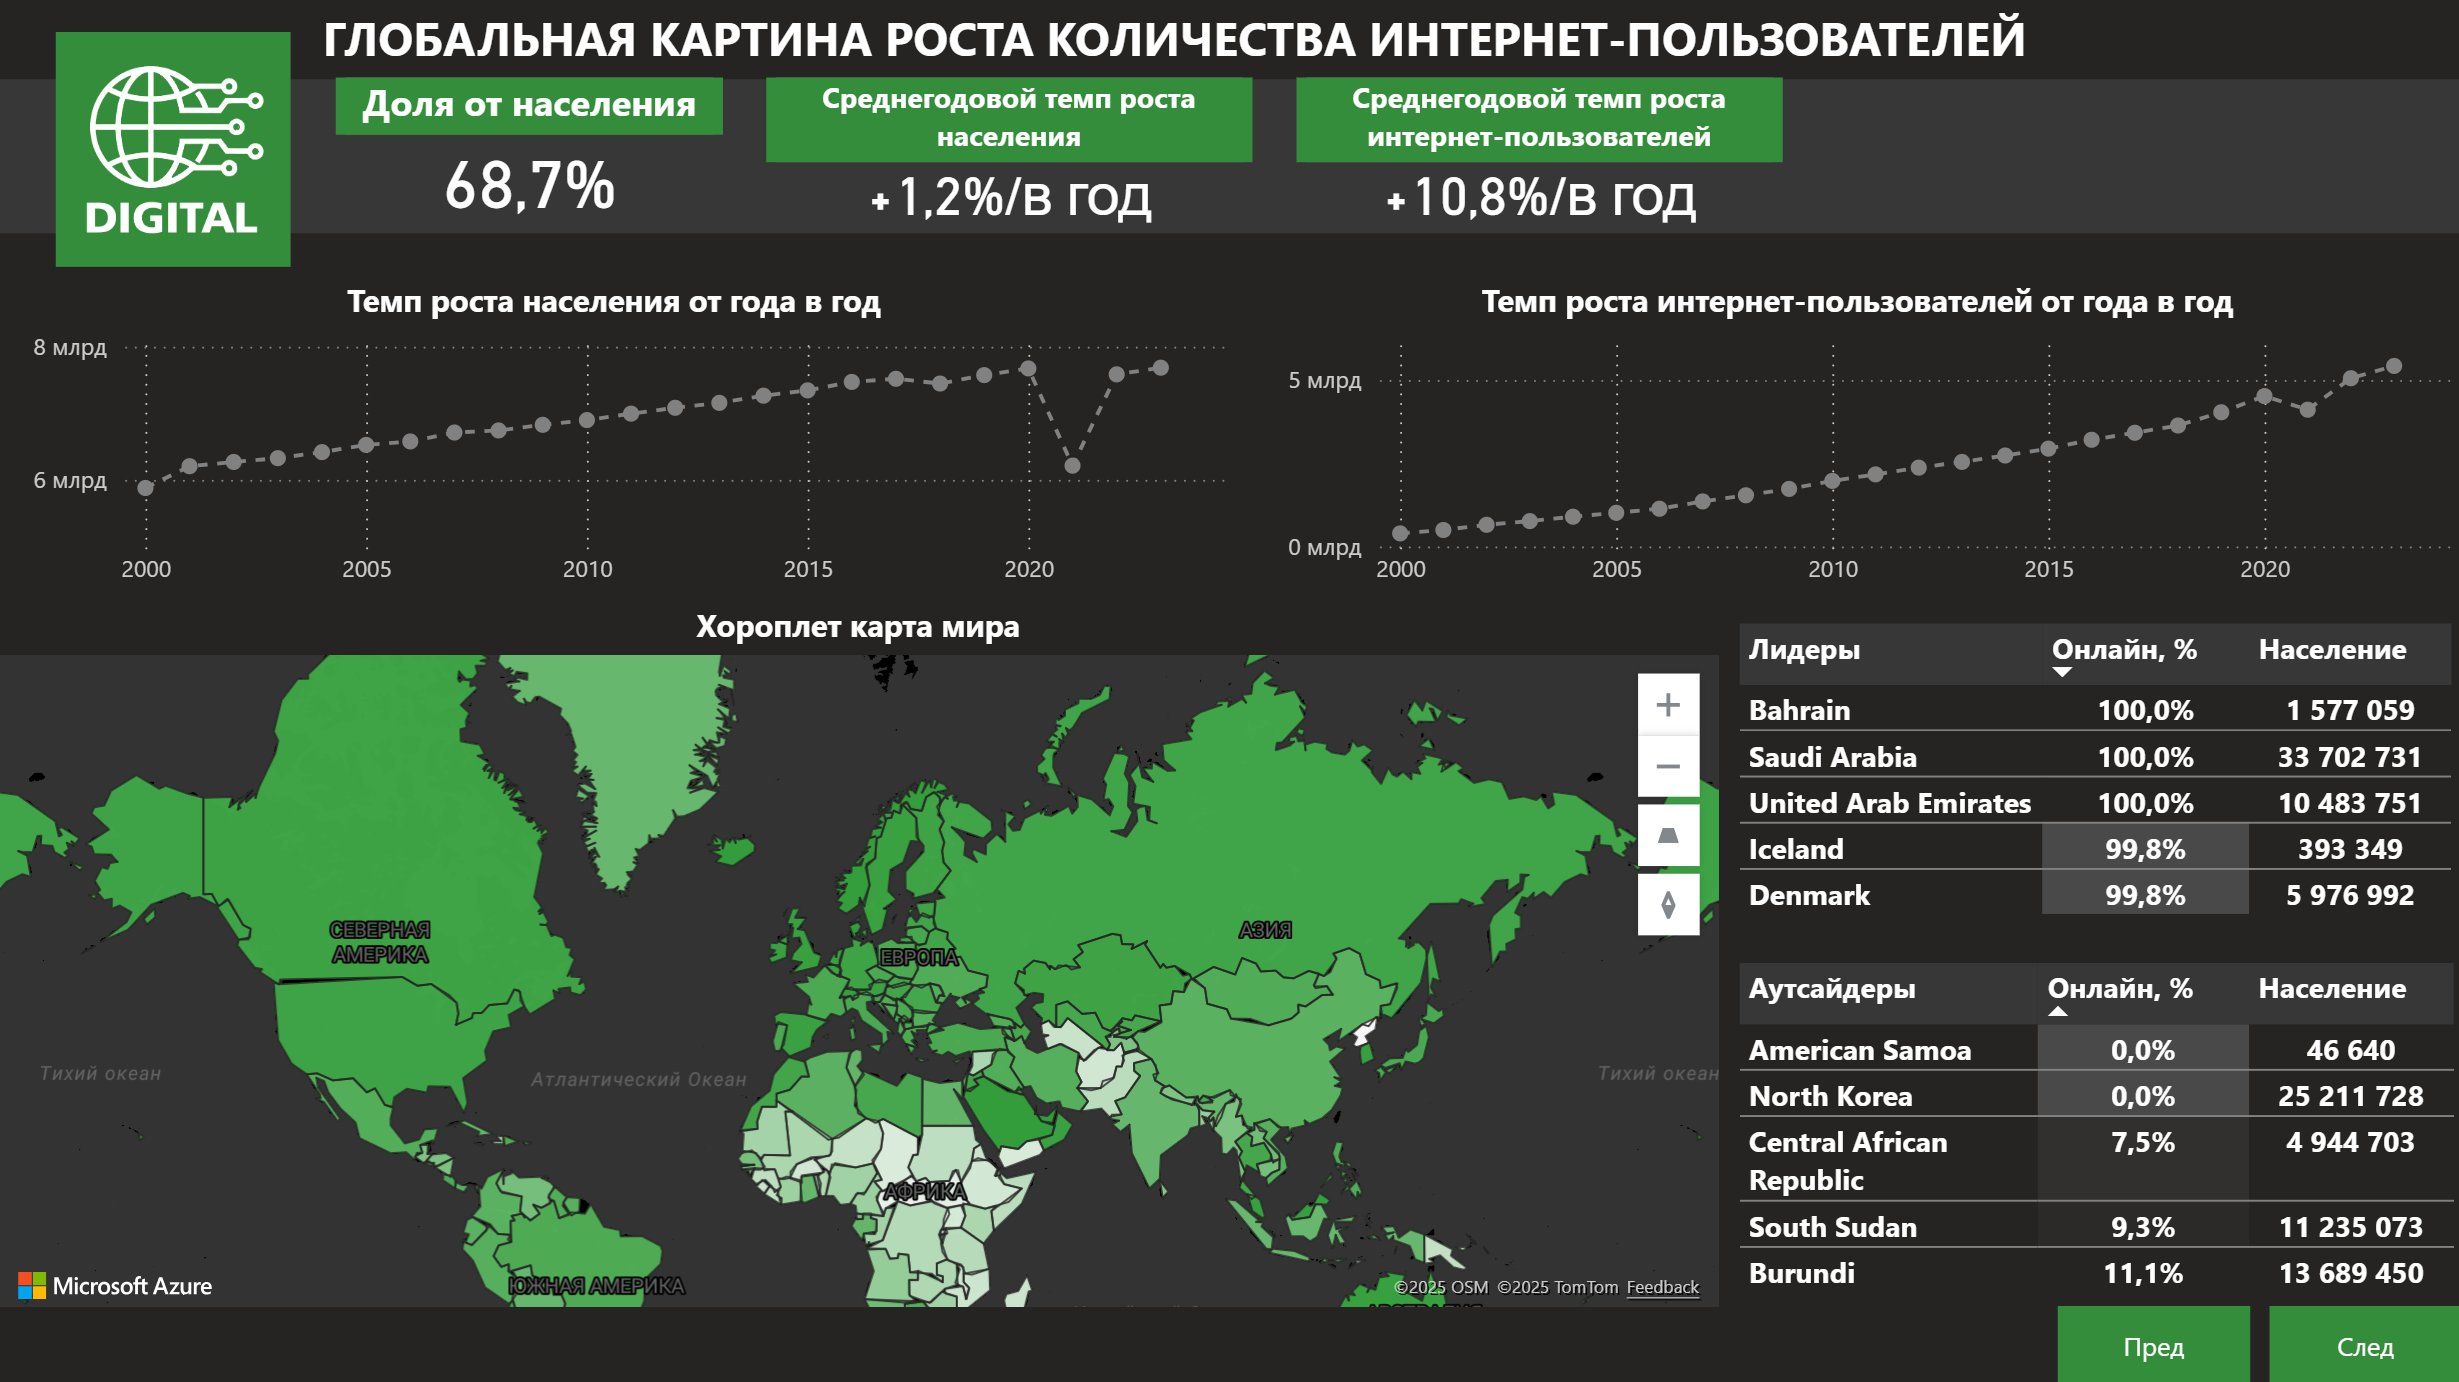 ГЛОБАЛЬНАЯ КАРТИНА РОСТА КОЛИЧЕСТВА ИНТЕРНЕТ-ПОЛЬЗОВАТЕЛЕЙ
DIGITAL
Доля от населения
68,7%
Среднегодовой темп роста
населения
+1,2%/В ГОД
Среднегодовой темп роста
интернет-пользователей
+10,8%/В ГОД
Темп роста населения от года в год
8 млрд
6 млрд
2000 2005 2010 2015 2020
Темп роста интернет-пользователей от года в год
5 млрд
0 млрд
2000 2005 2010 2015 2020
Хороплет карта мира
СЕВЕРНАЯ
АМЕРИКА
ЕВРОПА
АЗИЯ
Тихий океан
Атлантический Океан
Тихий океан
АФРИКА
ЮЖНАЯ АМЕРИКА
Microsoft Azure
©2025 OSM ©2025 TomTom Feedback
Лидеры Онлайн, % Население
Bahrain 100,0% 1 577 059
Saudi Arabia 100,0% 33 702 731
United Arab Emirates 100,0% 10 483 751
Iceland 99,8% 393 349
Denmark 99,8% 5 976 992
Аутсайдеры Онлайн, % Население
American Samoa 0,0% 46 640
North Korea 0,0% 25 211 728
Central African 7,5% 4 944 703
Republic
South Sudan 9,3% 11 235 073
Burundi 11,1% 13 689 450
Пред
След